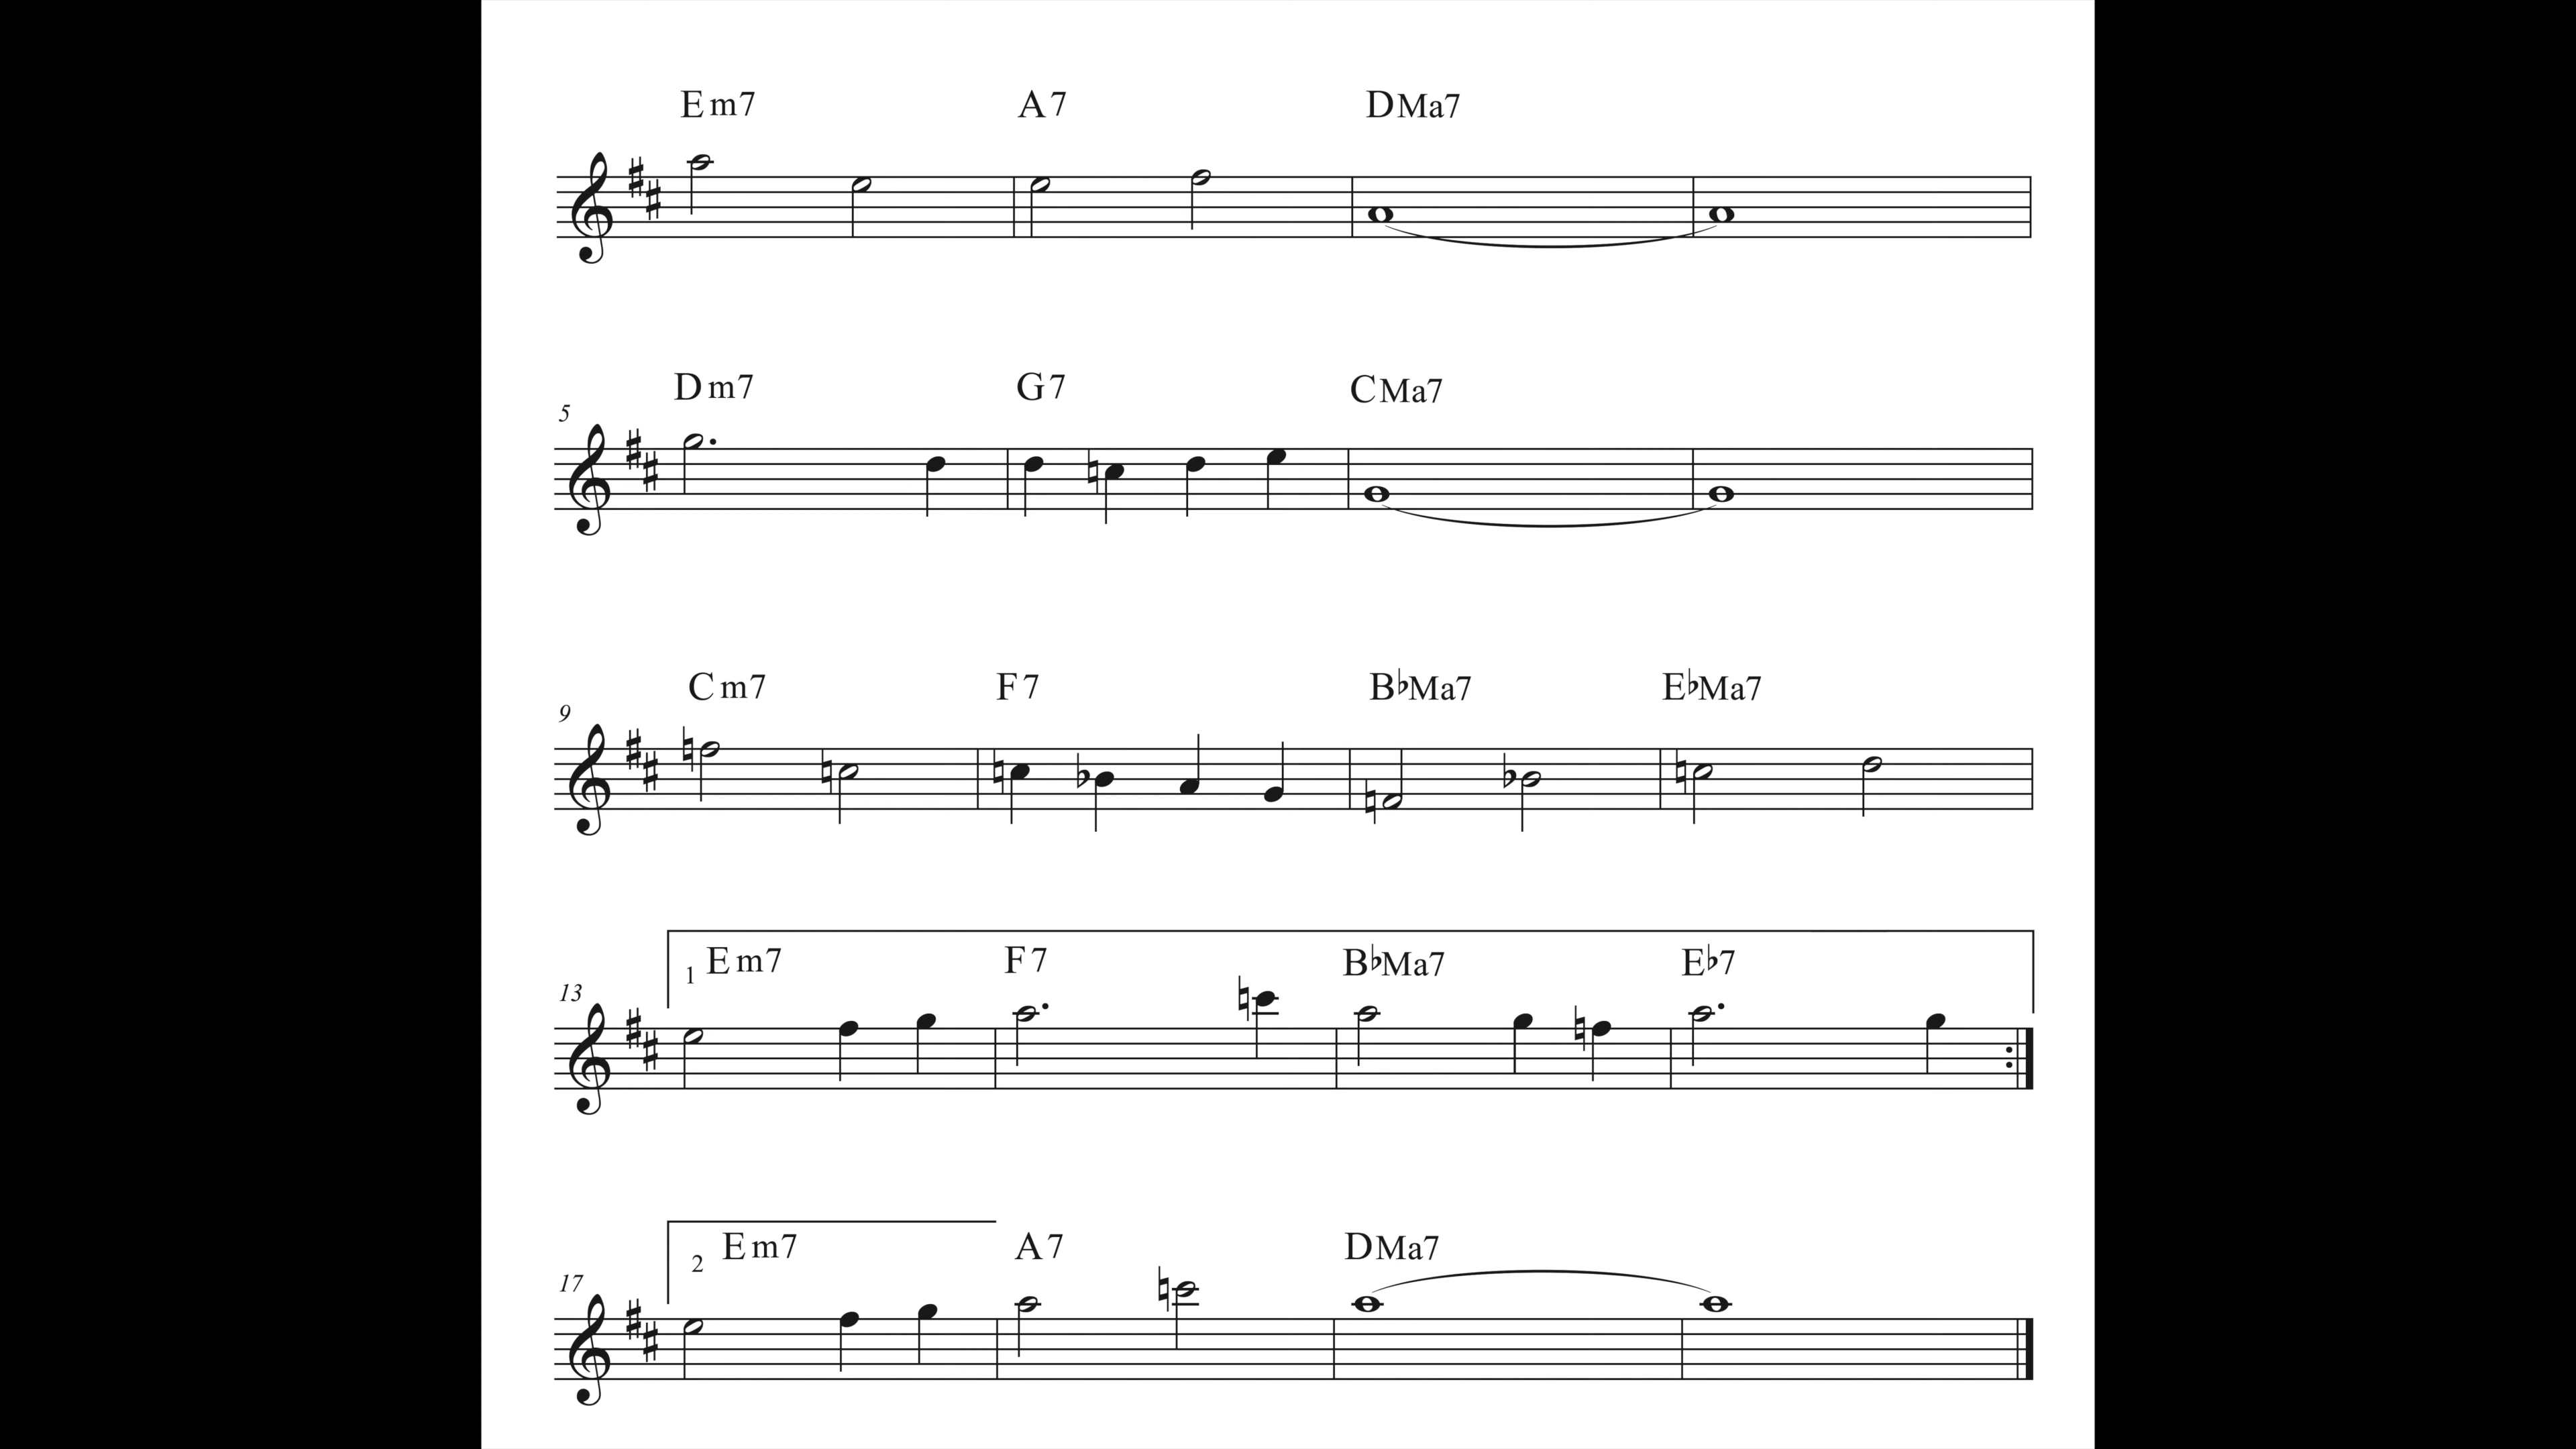 Em7 A7 DMa7
Dm7 G7 CMa7
5
Cm7 F7 B♭Ma7 E♭Ma7
9
1 Em7 F7 B♭Ma7 E♭7
13
2 Em7 A7 DMa7
17